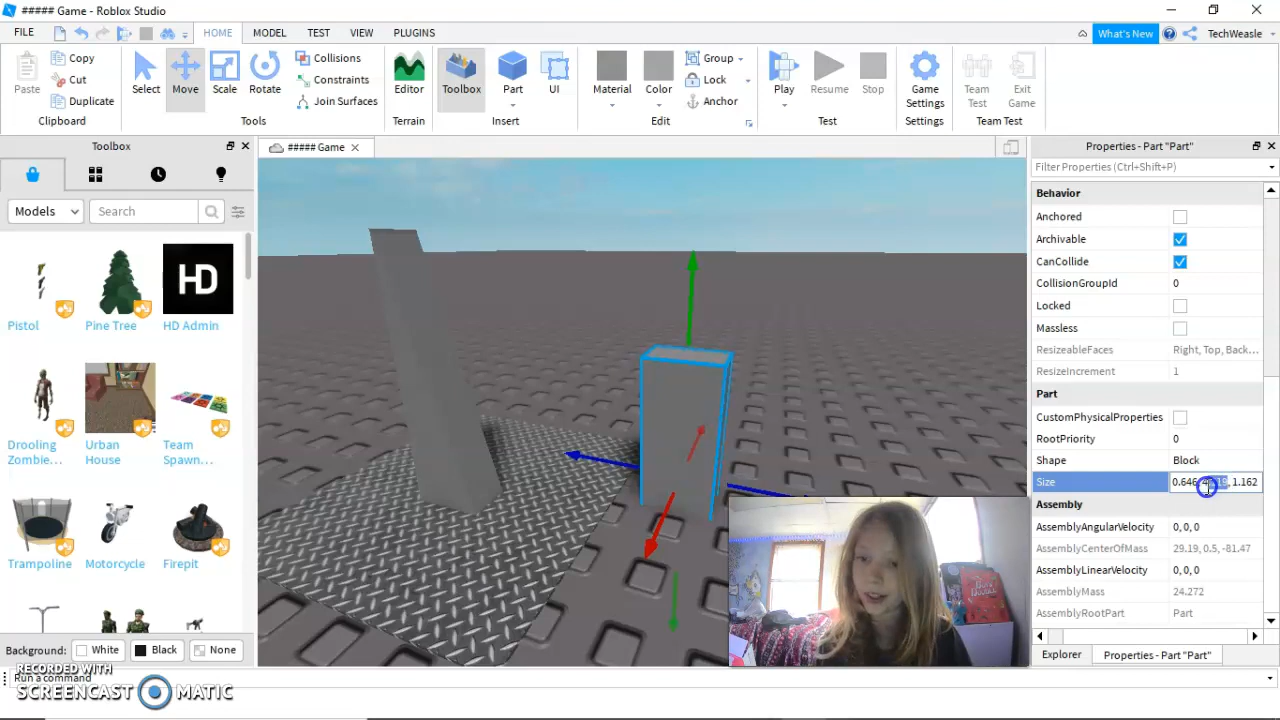 ##### Game - Roblox Studio
FILE HOME MODEL TEST VIEW PLUGINS What's New TechWeasle
Paste Copy Cut Duplicate Clipboard
Select Move Scale Rotate Collisions Constraints Join Surfaces Tools
Editor Terrain
Toolbox Part UI Insert
Material Color Group Lock Anchor Edit
Play Resume Stop Test
Game Settings Settings
Team Test Exit Game Team Test
Toolbox
##### Game
Properties - Part "Part"
Filter Properties (Ctrl+Shift+P)
Models Search
Pistol Pine Tree HD Admin
HD
Drooling Zombie... Urban House Team Spawn...
Trampoline Motorcycle Firepit
Background: White Black None
Behavior
Anchored
Archivable
CanCollide
CollisionGroupId 0
Locked
Massless
ResizeableFaces Right, Top, Back...
ResizeIncrement 1
Part
CustomPhysicalProperties
RootPriority 0
Shape Block
Size 0.646, 1.162
Assembly
AssemblyAngularVelocity 0, 0, 0
AssemblyCenterOfMass 29.19, 0.5, -81.47
AssemblyLinearVelocity 0, 0, 0
AssemblyMass 24.272
AssemblyRootPart Part
Explorer Properties - Part "Part"
Run a command
RECORDED WITH
SCREENCAST MATIC